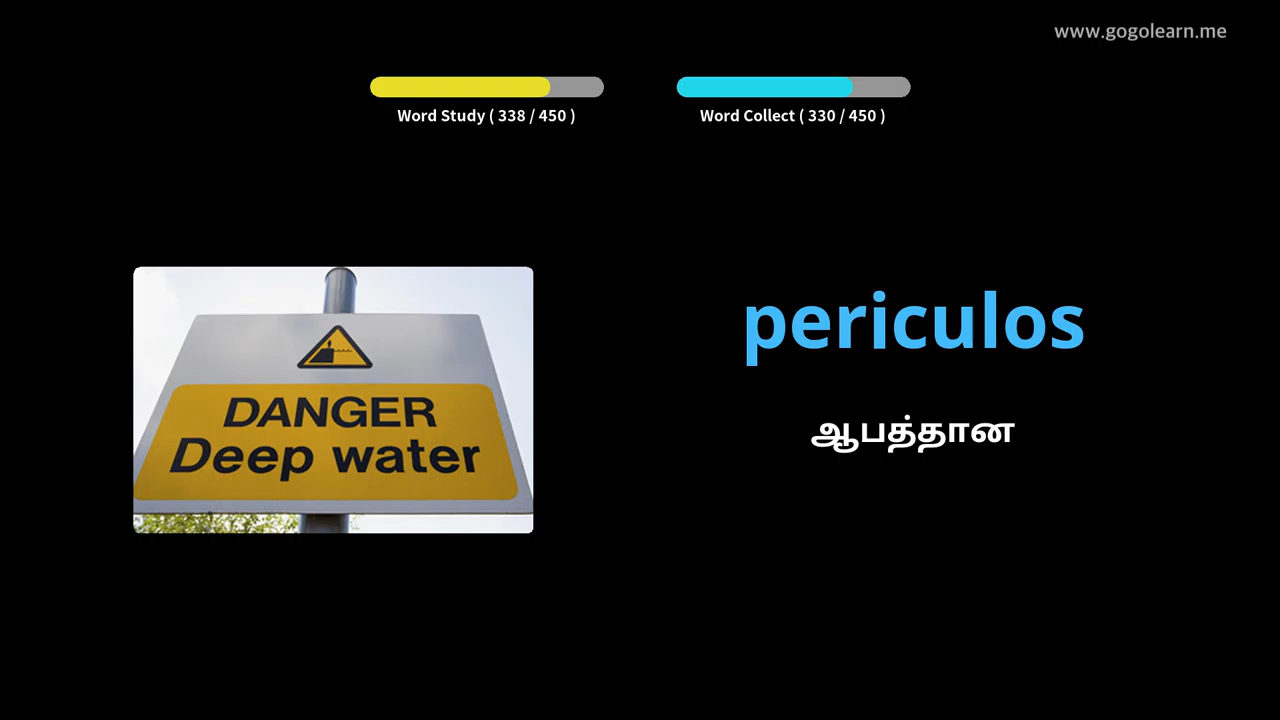 www.gogolearn.me
Word Study ( 338 / 450 )
Word Collect ( 330 / 450 )
DANGER
Deep water
periculos
ஆபத்தான